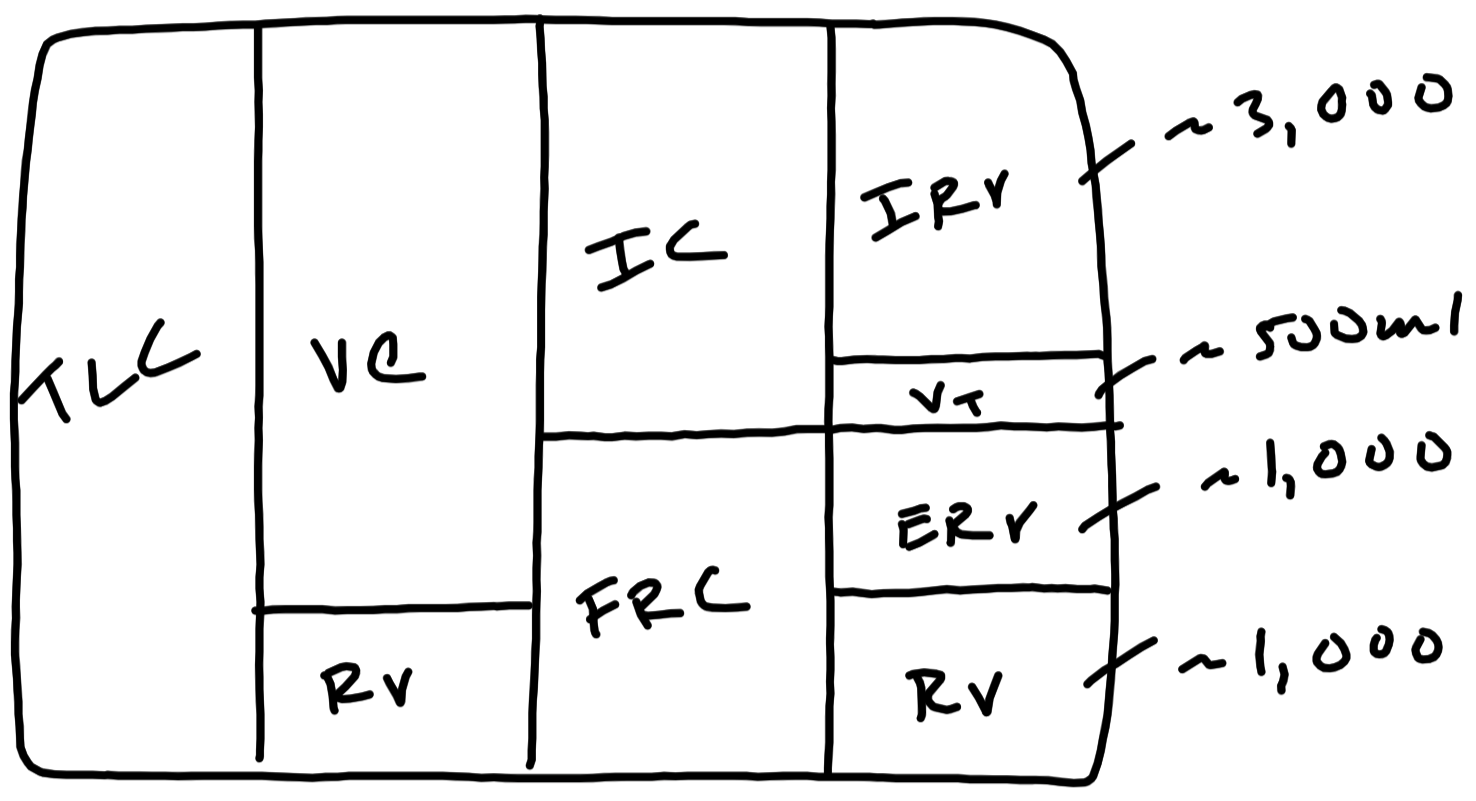 TLC
VC
RV
IC
FRC
IRV
VT
ERV
RV
~ 3,000
~ 500ml
~ 1,000
~ 1,000